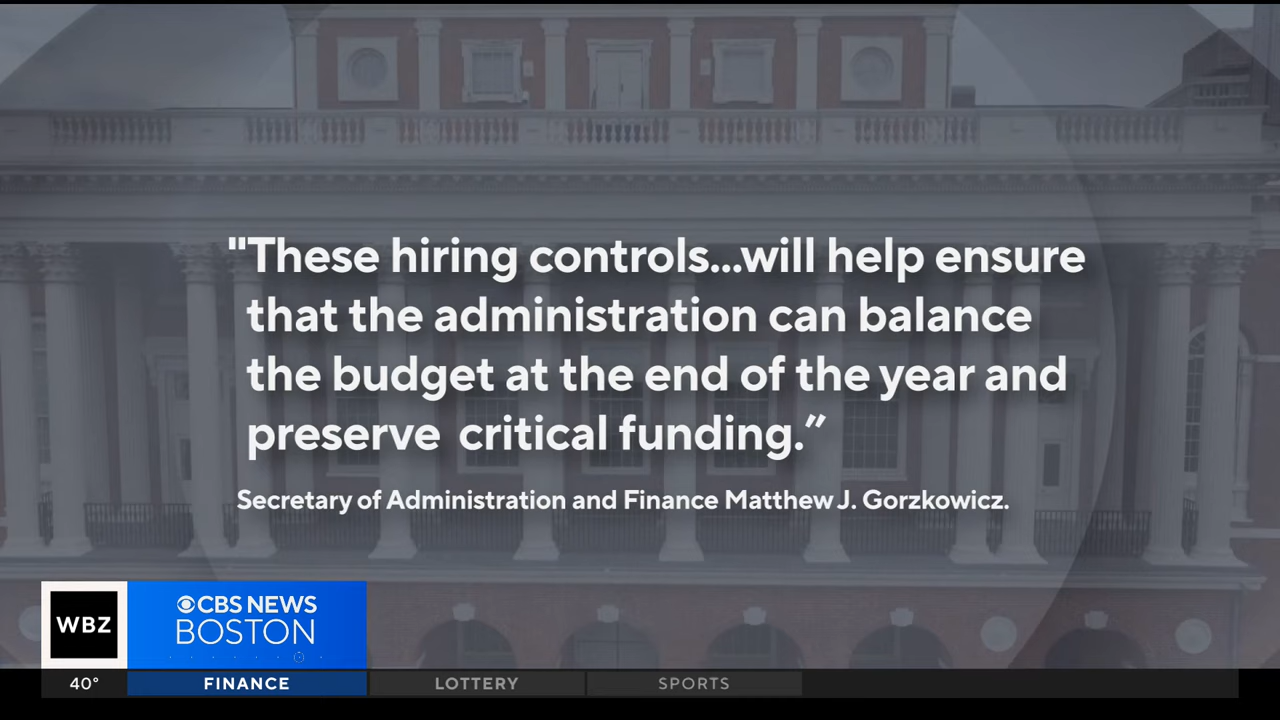 "These hiring controls...will help ensure
that the administration can balance
the budget at the end of the year and
preserve critical funding.”
Secretary of Administration and Finance Matthew J. Gorzkowicz.
WBZ
CBS NEWS
BOSTON
40°
FINANCE
LOTTERY
SPORTS